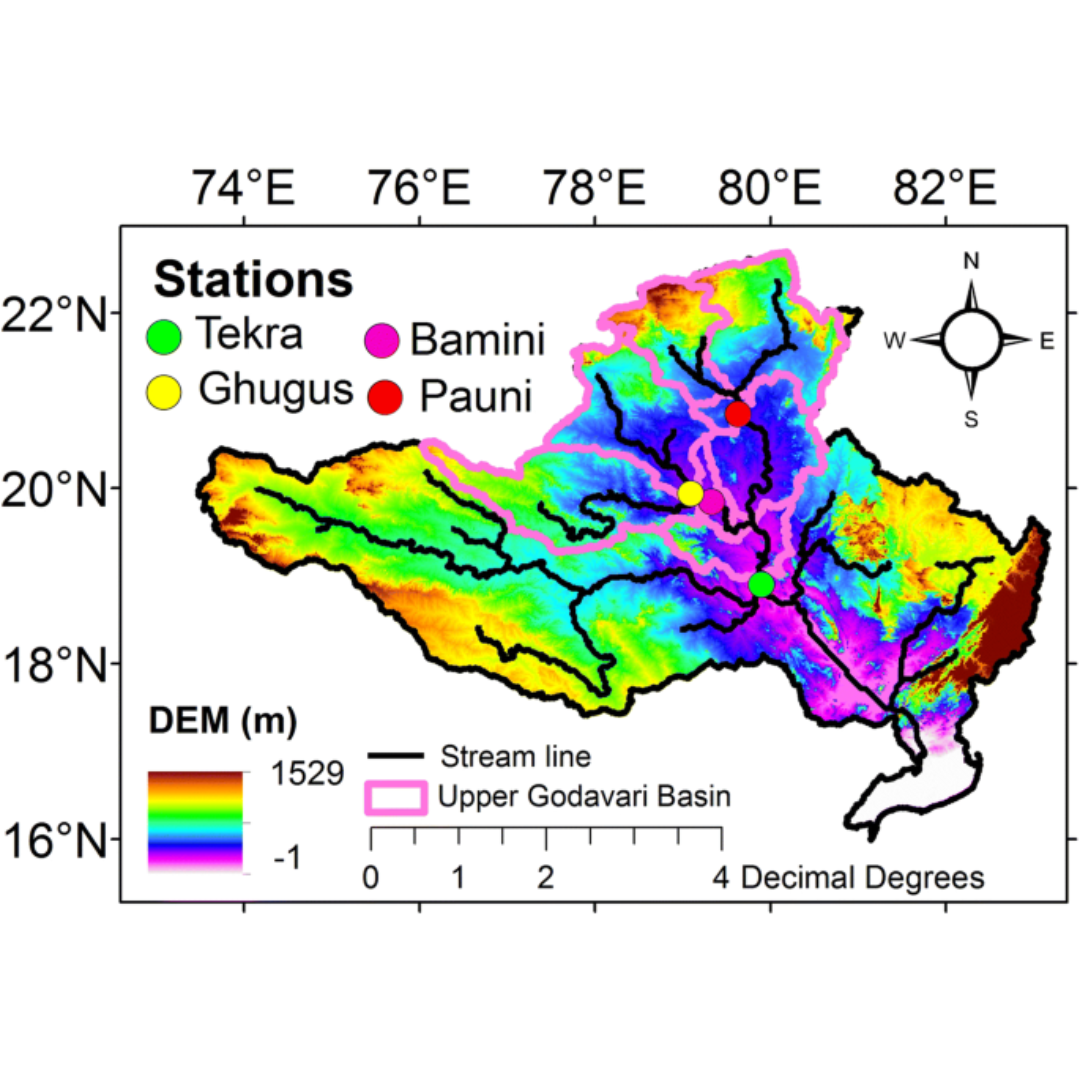 74°E 76°E 78°E 80°E 82°E
Stations
N
22°N
Tekra
Bamini
W
E
Ghugus
Pauni
S
20°N
18°N
DEM (m)
1529
Stream line
Upper Godavari Basin
16°N
-1
0 1 2 4 Decimal Degrees